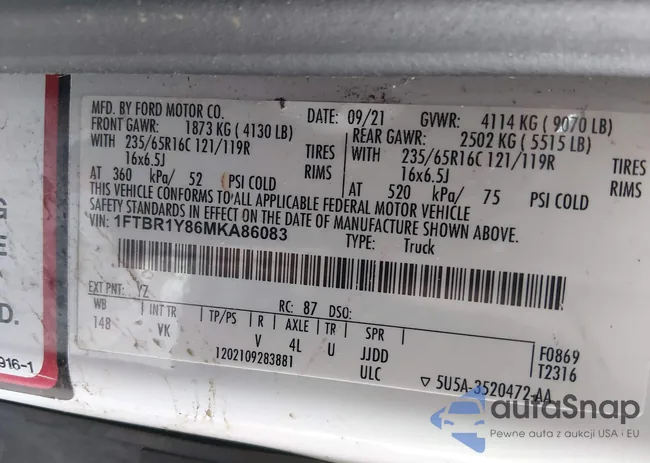 MFD. BY FORD MOTOR CO. DATE: 09/21 GVWR: 4114 KG ( 9070 LB)
FRONT GAWR: 1873 KG ( 4130 LB) REAR GAWR: 2502 KG ( 5515 LB)
WITH 235/65R16C 121/119R TIRES WITH 235/65R16C 121/119R TIRES
16x6.5J RIMS 16x6.5J RIMS
AT 360 kPa/ 52 PSI COLD AT 520 kPa/ 75 PSI COLD
THIS VEHICLE CONFORMS TO ALL APPLICABLE FEDERAL MOTOR VEHICLE
SAFETY STANDARDS IN EFFECT ON THE DATE OF MANUFACTURE SHOWN ABOVE.
VIN: 1FTBR1Y86MKA86083 TYPE: Truck
EXT PNT: YZ RC: 87 DSO:
WB INT TR TP/PS R AXLE TR SPR F0869
148 VK V 4L U JJDD T2316
1202109283881 ULC ▽ 5U5A-3520472-AA
G
E
D.
916-1
autaSnap
Pewne auta z aukcji USA i EU